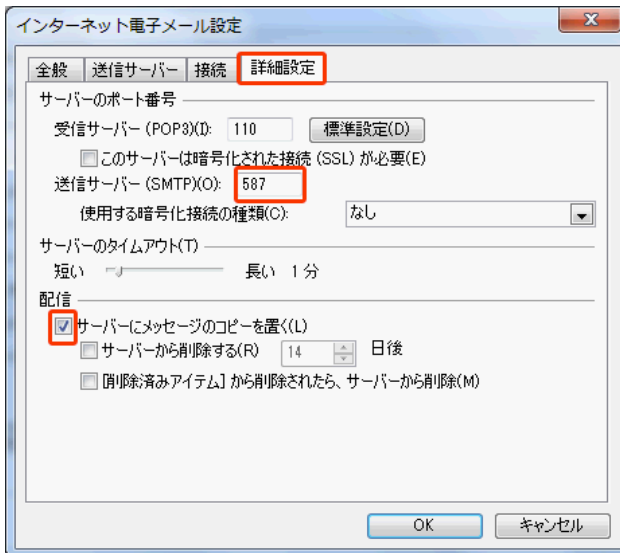 インターネット電子メール設定
全般 送信サーバー 接続 詳細設定
サーバーのポート番号
受信サーバー (POP3)(I): 110 標準設定(D)
このサーバーは暗号化された接続 (SSL) が必要(E)
送信サーバー (SMTP)(O): 587
使用する暗号化接続の種類(C): なし
サーバーのタイムアウト(T)
短い 長い 1分
配信
サーバーにメッセージのコピーを置く(L)
サーバーから削除する(R) 14 日後
[削除済みアイテム] から削除されたら、サーバーから削除(M)
OK キャンセル